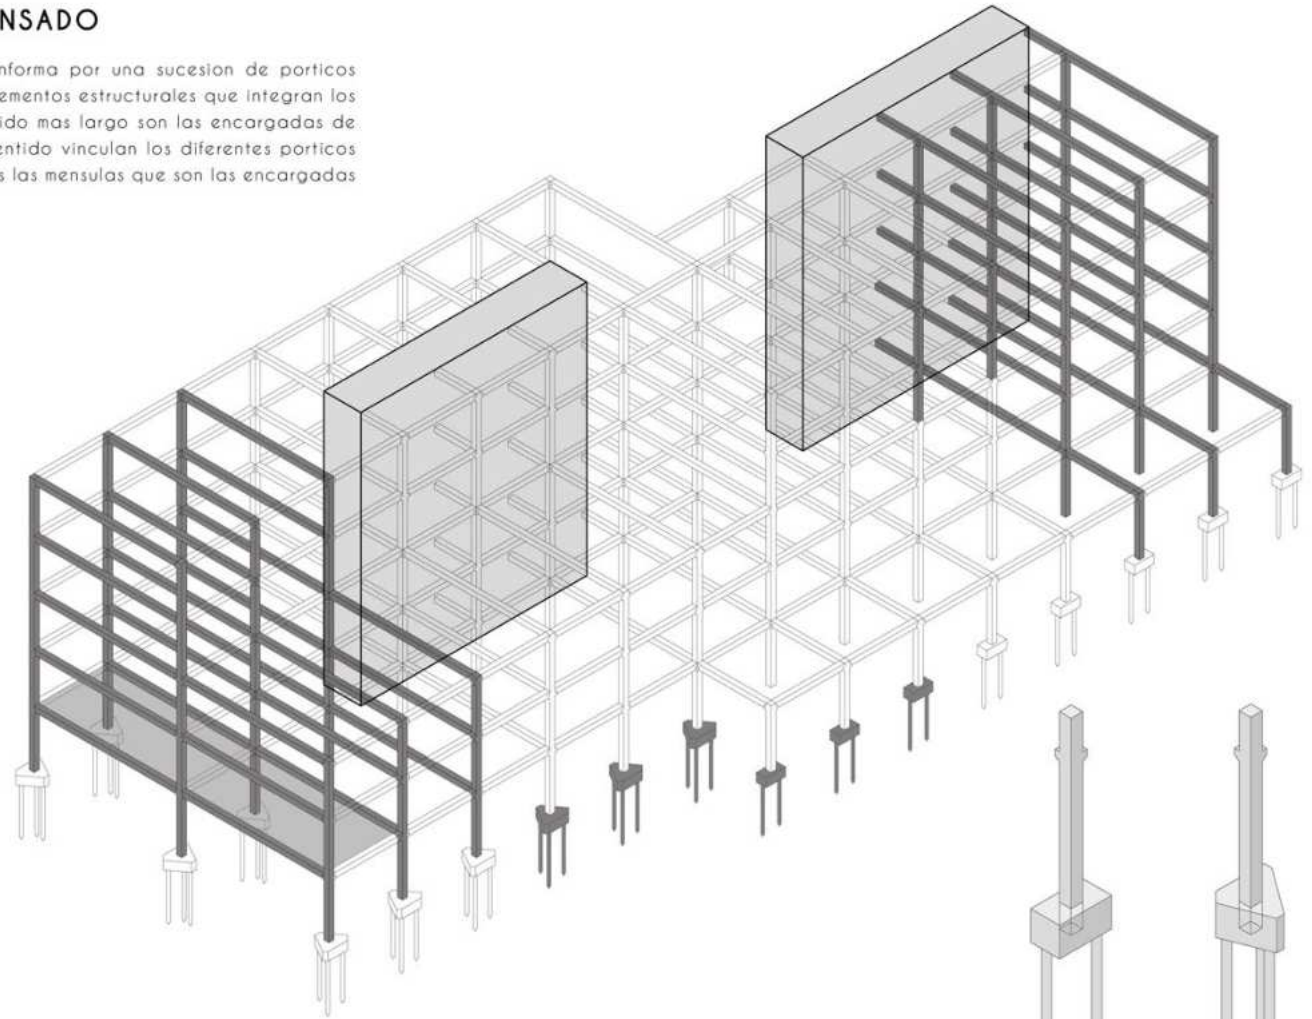 NSADO
nforma por una sucesion de porticos
ementos estructurales que integran los
ido mas largo son las encargadas de
entido vinculan los diferentes porticos
s las mensulas que son las encargadas